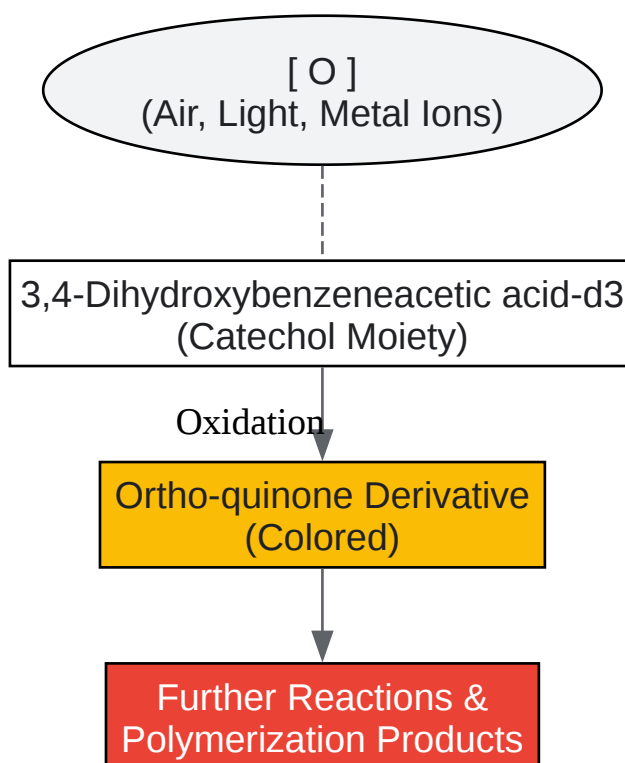 [ O ]
(Air, Light, Metal Ions)
3,4-Dihydroxybenzeneacetic acid-d3
(Catechol Moiety)
Oxidation
Ortho-quinone Derivative
(Colored)
Further Reactions &
Polymerization Products